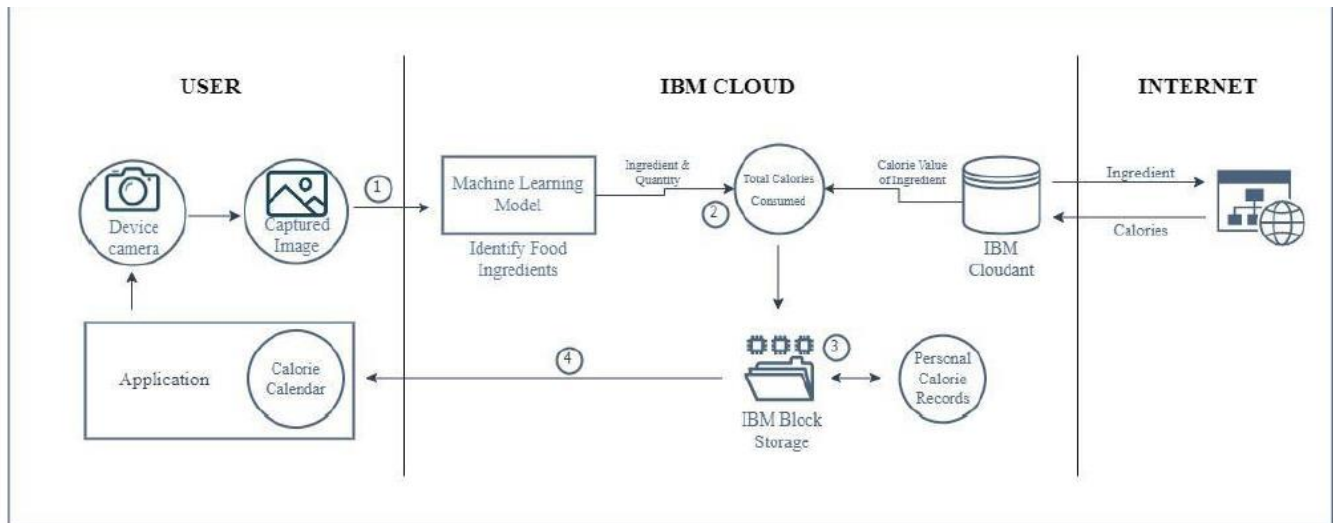 USER
IBM CLOUD
INTERNET
Device
camera
Captured
Image
1
Machine Learning
Model
Identify Food
Ingredients
Ingredient &
Quantity
2
Total Calories
Consumed
Calorie Value
of Ingredient
IBM
Cloudant
Ingredient
Calories
Application
Calorie
Calendar
4
3
IBM Block
Storage
Personal
Calorie
Records